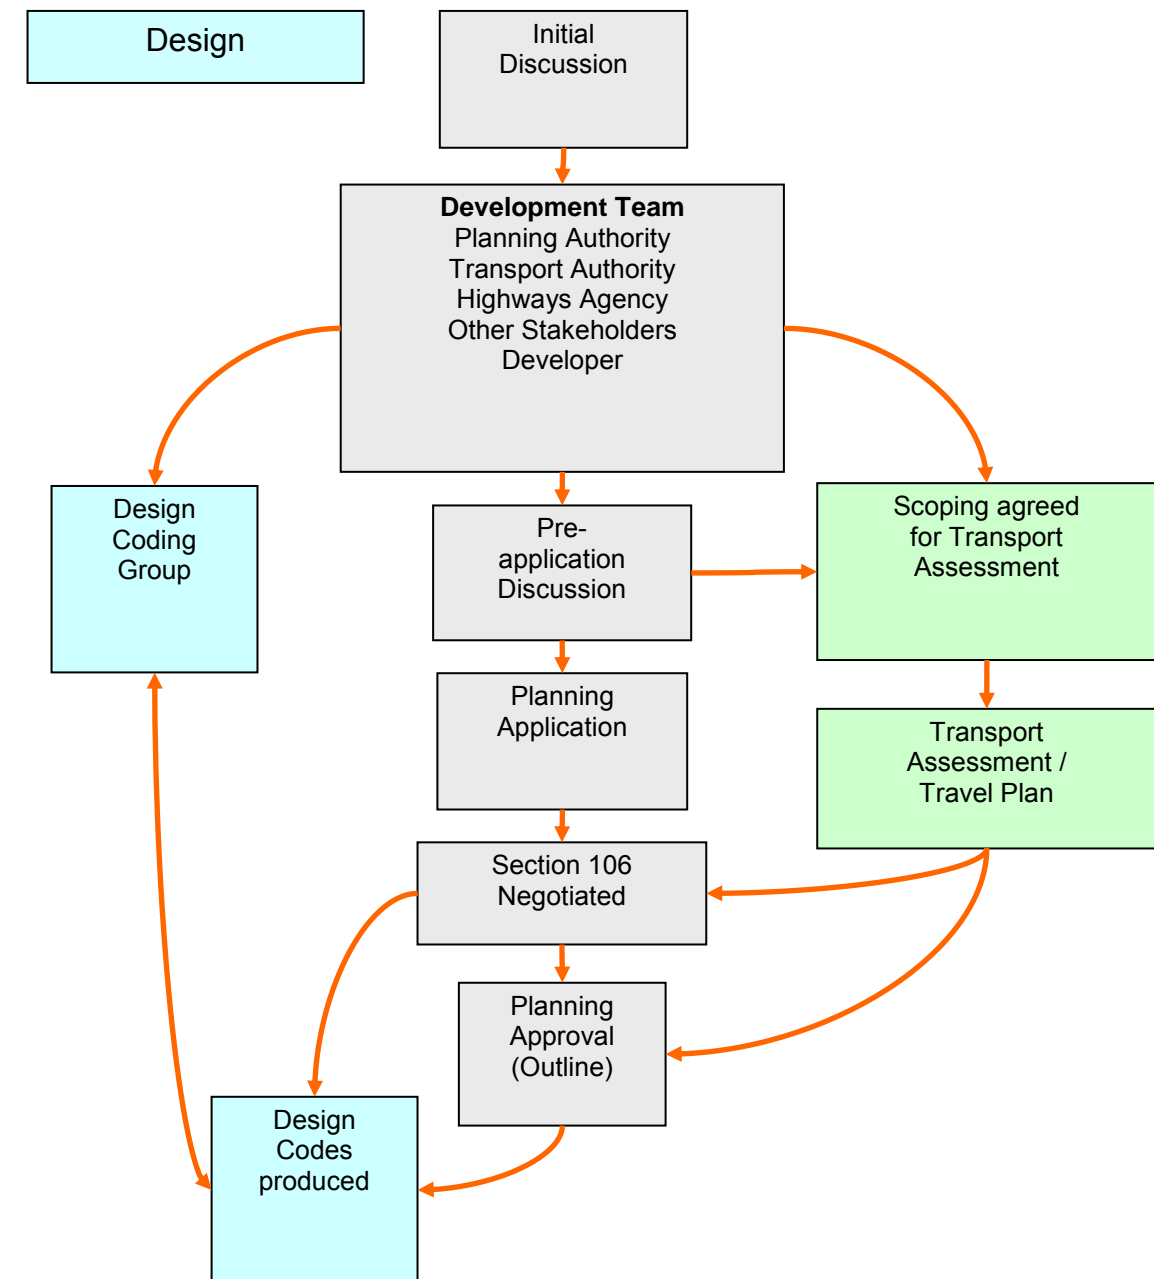 Design
Initial
Discussion
Development Team
Planning Authority
Transport Authority
Highways Agency
Other Stakeholders
Developer
Design
Coding
Group
Pre-
application
Discussion
Scoping agreed
for Transport
Assessment
Planning
Application
Transport
Assessment /
Travel Plan
Section 106
Negotiated
Planning
Approval
(Outline)
Design
Codes
produced